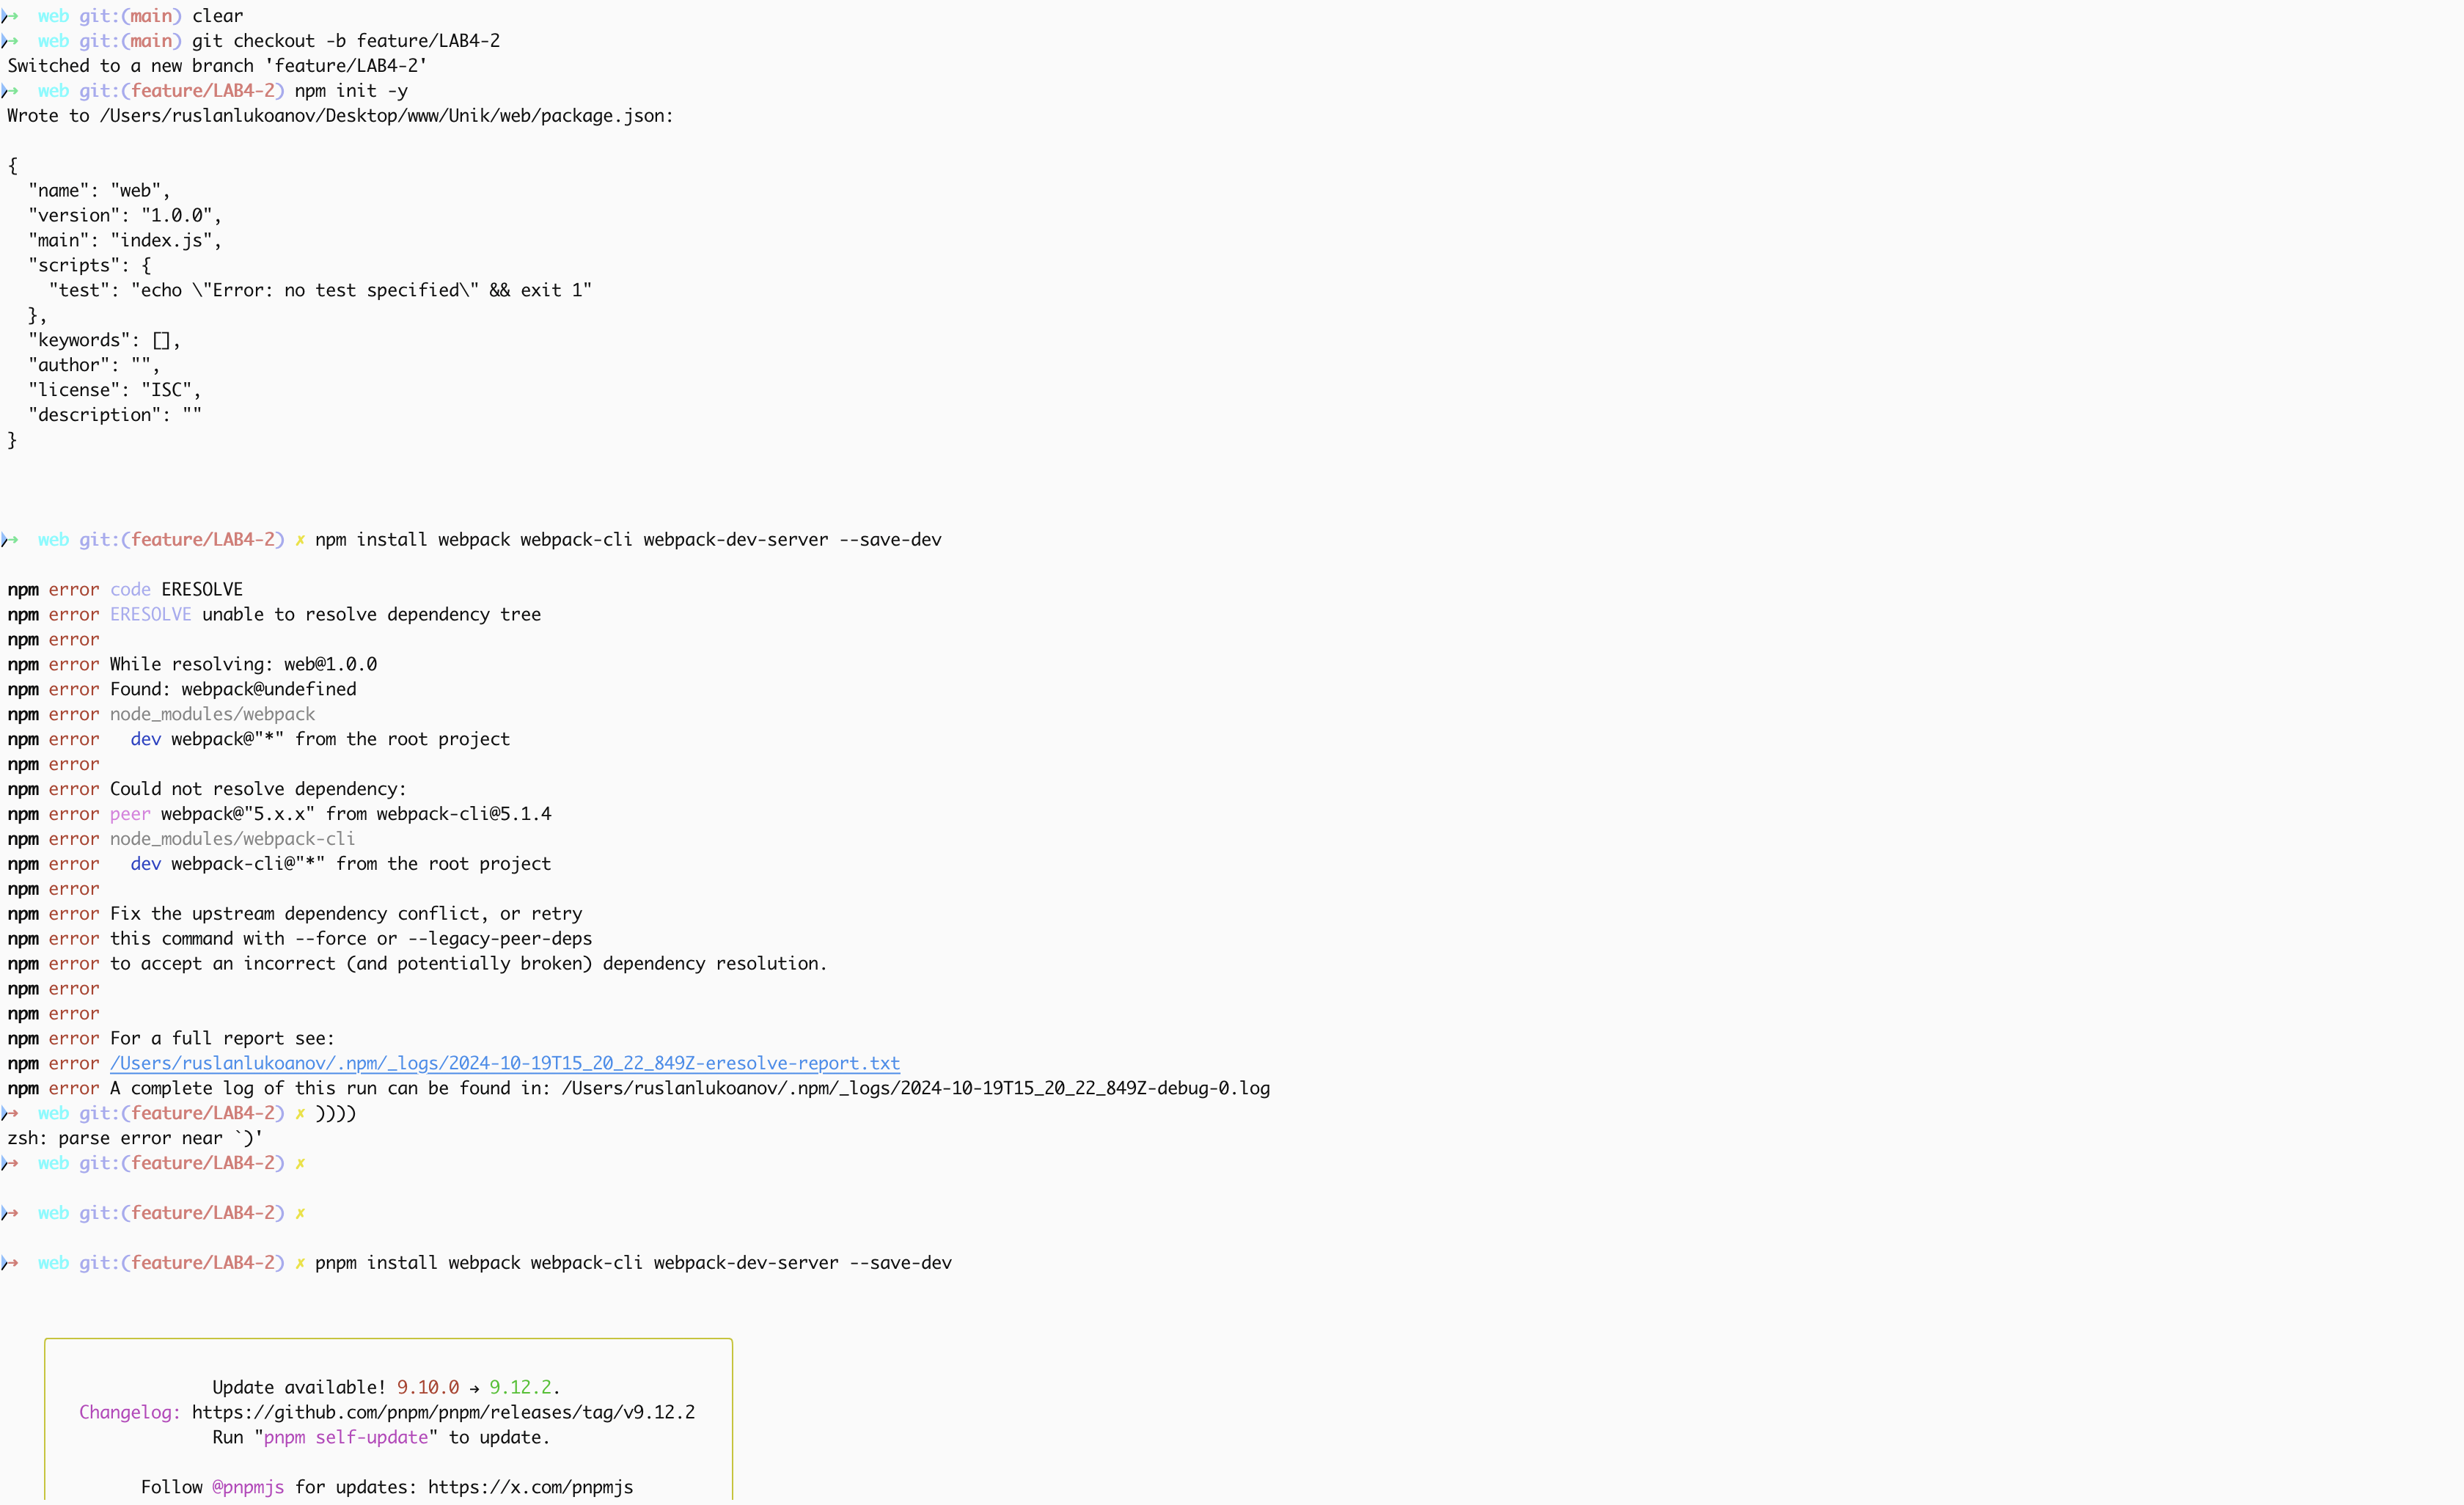 → web git:(main) clear
→ web git:(main) git checkout -b feature/LAB4-2
Switched to a new branch 'feature/LAB4-2'
→ web git:(feature/LAB4-2) npm init -y
Wrote to /Users/ruslanlukoanov/Desktop/www/Unik/web/package.json:
{
  "name": "web",
  "version": "1.0.0",
  "main": "index.js",
  "scripts": {
    "test": "echo \"Error: no test specified\" && exit 1"
  },
  "keywords": [],
  "author": "",
  "license": "ISC",
  "description": ""
}
→ web git:(feature/LAB4-2) ✗ npm install webpack webpack-cli webpack-dev-server --save-dev
npm error code ERESOLVE
npm error ERESOLVE unable to resolve dependency tree
npm error
npm error While resolving: web@1.0.0
npm error Found: webpack@undefined
npm error node_modules/webpack
npm error   dev webpack@"*" from the root project
npm error
npm error Could not resolve dependency:
npm error peer webpack@"5.x.x" from webpack-cli@5.1.4
npm error node_modules/webpack-cli
npm error   dev webpack-cli@"*" from the root project
npm error
npm error Fix the upstream dependency conflict, or retry
npm error this command with --force or --legacy-peer-deps
npm error to accept an incorrect (and potentially broken) dependency resolution.
npm error
npm error
npm error For a full report see:
npm error /Users/ruslanlukoanov/.npm/_logs/2024-10-19T15_20_22_849Z-eresolve-report.txt
npm error A complete log of this run can be found in: /Users/ruslanlukoanov/.npm/_logs/2024-10-19T15_20_22_849Z-debug-0.log
→ web git:(feature/LAB4-2) ✗ ))))
zsh: parse error near `)'
→ web git:(feature/LAB4-2) ✗
→ web git:(feature/LAB4-2) ✗
→ web git:(feature/LAB4-2) ✗ pnpm install webpack webpack-cli webpack-dev-server --save-dev
Update available! 9.10.0 → 9.12.2.
Changelog: https://github.com/pnpm/pnpm/releases/tag/v9.12.2
Run "pnpm self-update" to update.
Follow @pnpmjs for updates: https://x.com/pnpmjs